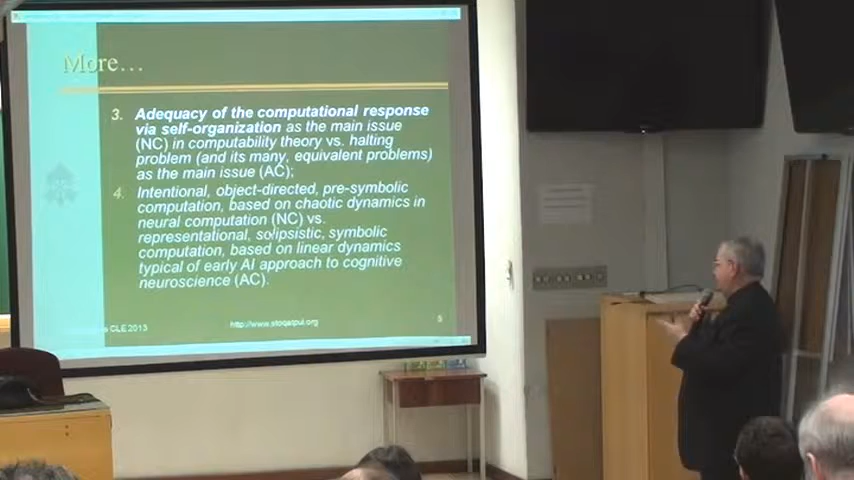 More...
3. Adequacy of the computational response
via self-organization as the main issue
(NC) in computability theory vs. halting
problem (and its many, equivalent problems)
as the main issue (AC);
4. Intentional, object-directed, pre-symbolic
computation, based on chaotic dynamics in
neural computation (NC) vs.
representational, solipsistic, symbolic
computation, based on linear dynamics
typical of early AI approach to cognitive
neuroscience (AC).
CLE 2013 http://www.stoqatpul.org 5